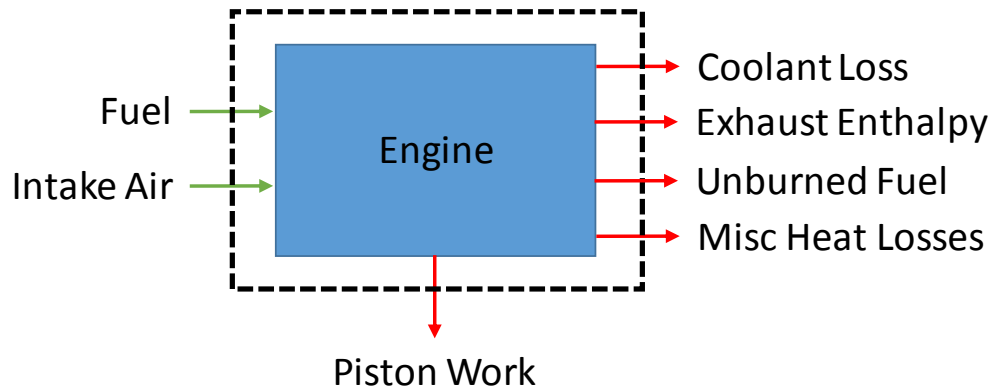 Fuel
Intake Air
Engine
Coolant Loss
Exhaust Enthalpy
Unburned Fuel
Misc Heat Losses
Piston Work